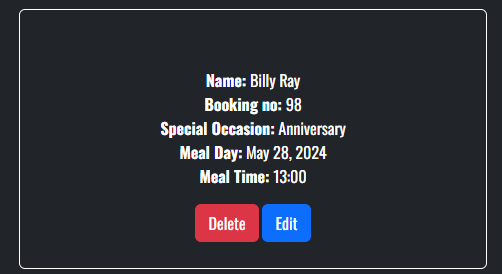 Name: Billy Ray
Booking no: 98
Special Occasion: Anniversary
Meal Day: May 28, 2024
Meal Time: 13:00
Delete Edit